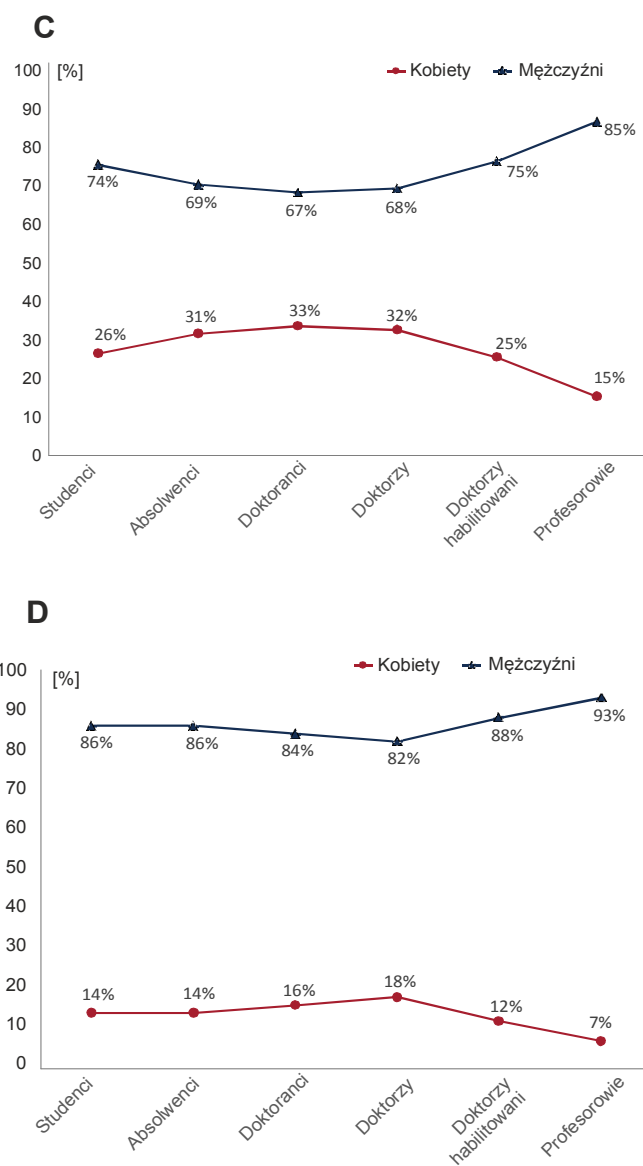 C
100 [%] Kobiety Mężczyźni
90
85%
80
74% 75%
70 69% 67% 68%
60
50
40
33%
31% 32%
30 26% 25%
20
15%
10
0
Studenci Absolwenci Doktoranci Doktorzy Doktorzy habilitowani Profesorowie
D
100 [%] Kobiety Mężczyźni
90
93%
86% 86% 84% 82% 88%
80
70
60
50
40
30
20
18%
14% 14% 16% 12%
10
7%
0
Studenci Absolwenci Doktoranci Doktorzy Doktorzy habilitowani Profesorowie